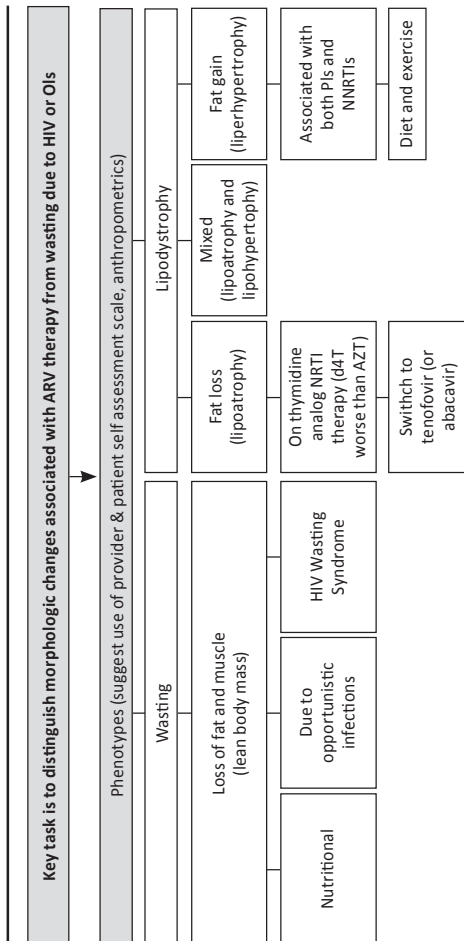 Key task is to distinguish morphologic changes associated with ARV therapy from wasting due to HIV or OIs
Phenotypes (suggest use of provider & patient self assessment scale, anthropometrics)
Wasting
Lipodystrophy
Loss of fat and muscle
(lean body mass)
Fat loss
(lipoatrophy)
Mixed
(lipoatrophy and
lipohypertophy)
Fat gain
(liperhypertrophy)
Nutritional
Due to
opportunistic
infections
HIV Wasting
Syndrome
On thymidine
analog NRTI
therapy (d4T
worse than AZT)
Associated with
both PIs and
NNRTIs
Swithch to
tenofovir (or
abacavir)
Diet and exercise